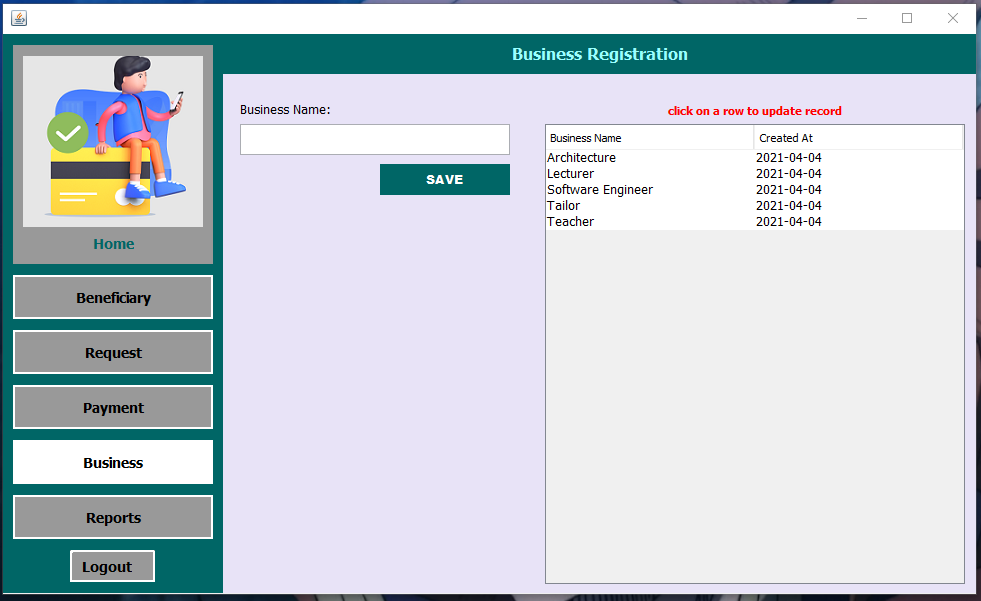 Business Registration
Home
Beneficiary
Request
Payment
Business
Reports
Logout
Business Name:
SAVE
click on a row to update record
Business Name Created At
Architecture 2021-04-04
Lecturer 2021-04-04
Software Engineer 2021-04-04
Tailor 2021-04-04
Teacher 2021-04-04